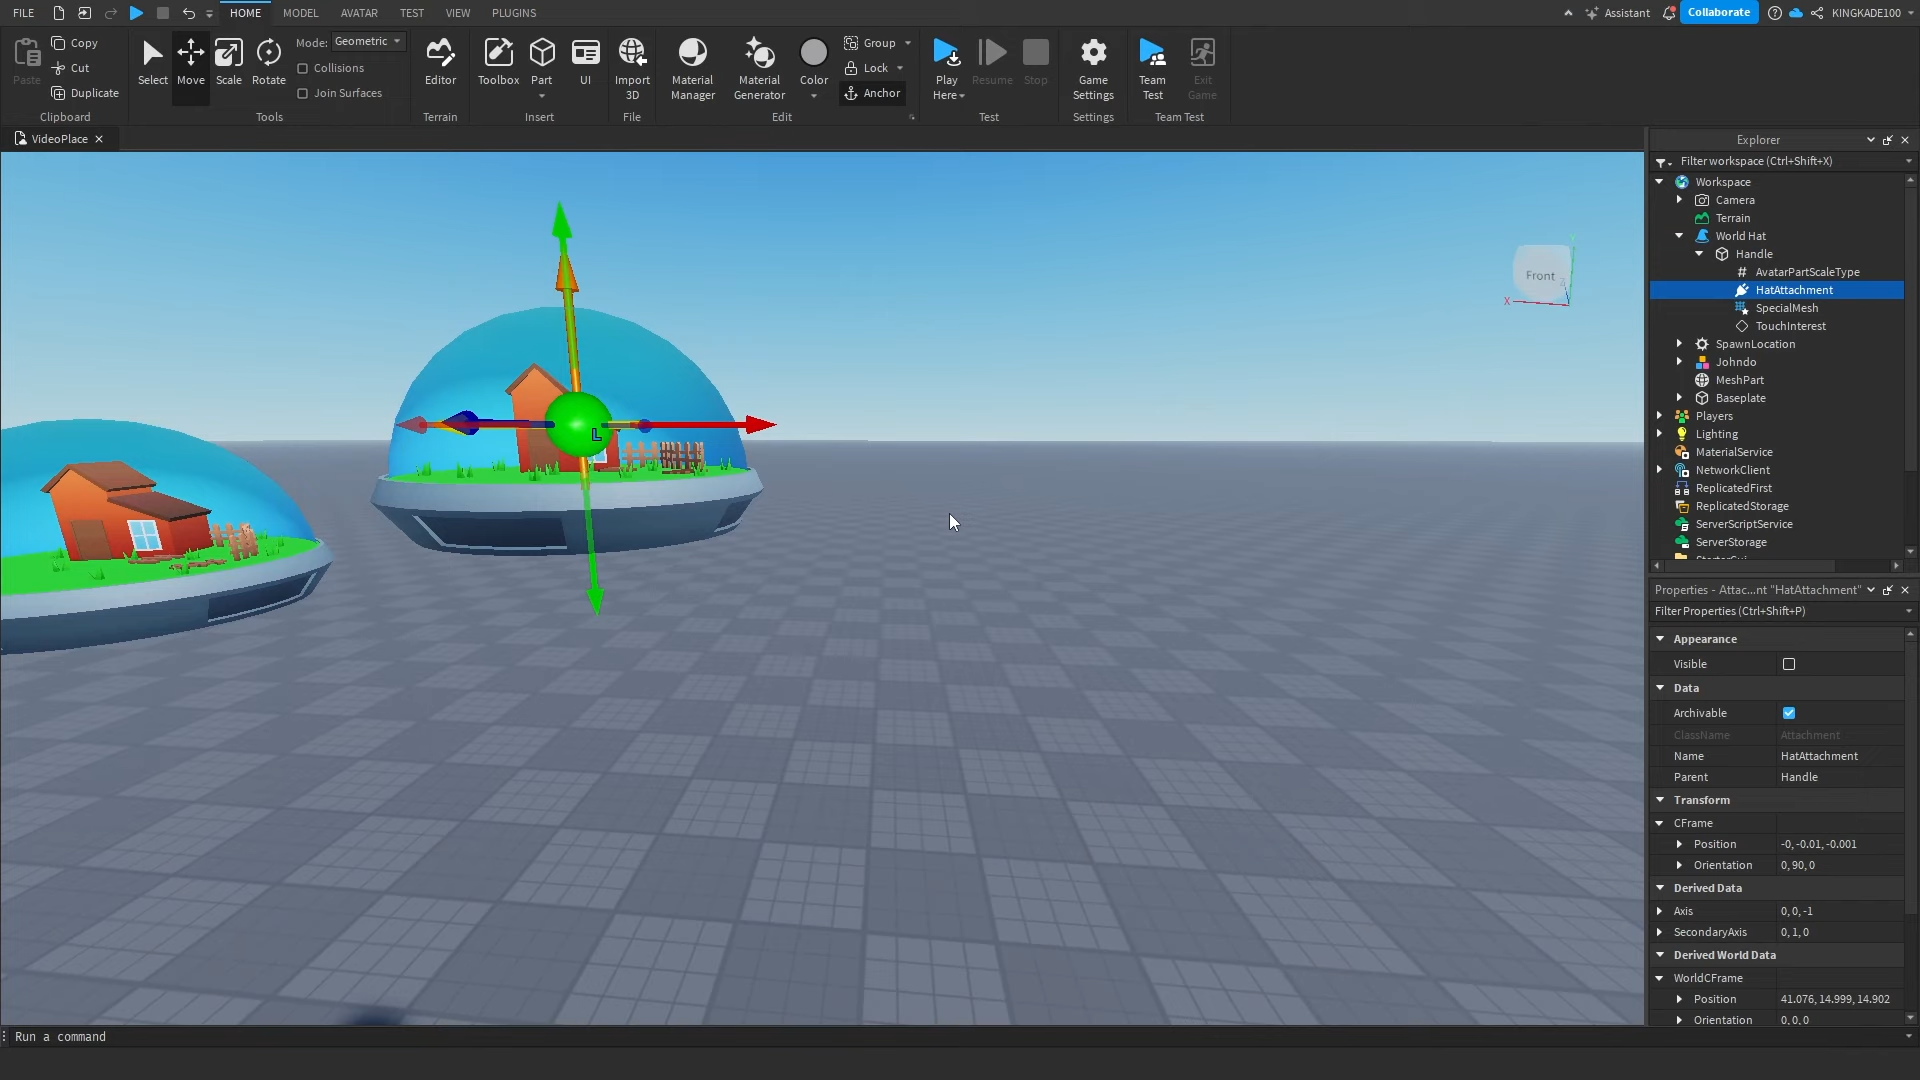 FILE HOME MODEL AVATAR TEST VIEW PLUGINS Assistant Collaborate KINGKADE100
Paste
Copy
Cut
Duplicate
Clipboard
Select Move Scale Rotate
Mode: Geometric
Collisions
Join Surfaces
Tools
Editor
Terrain
Toolbox Part UI
Insert
Import
3D
File
Material
Manager
Material
Generator
Color
Group
Lock
Anchor
Edit
Play
Here
Resume Stop
Test
Game
Settings
Settings
Team
Test
Exit
Game
Team Test
VideoPlace
Front
X
L
Explorer
Filter workspace (Ctrl+Shift+X)
Workspace
Camera
Terrain
World Hat
Handle
AvatarPartScaleType
HatAttachment
SpecialMesh
TouchInterest
SpawnLocation
Johndo
MeshPart
Baseplate
Players
Lighting
MaterialService
NetworkClient
ReplicatedFirst
ReplicatedStorage
ServerScriptService
ServerStorage
Properties - Attac...nt "HatAttachment"
Filter Properties (Ctrl+Shift+P)
Appearance
Visible
Data
Archivable
ClassName Attachment
Name HatAttachment
Parent Handle
Transform
CFrame
Position -0, -0.01, -0.001
Orientation 0, 90, 0
Derived Data
Axis 0, 0, -1
SecondaryAxis 0, 1, 0
Derived World Data
WorldCFrame
Position 41.076, 14.999, 14.902
Orientation 0, 0, 0
Run a command